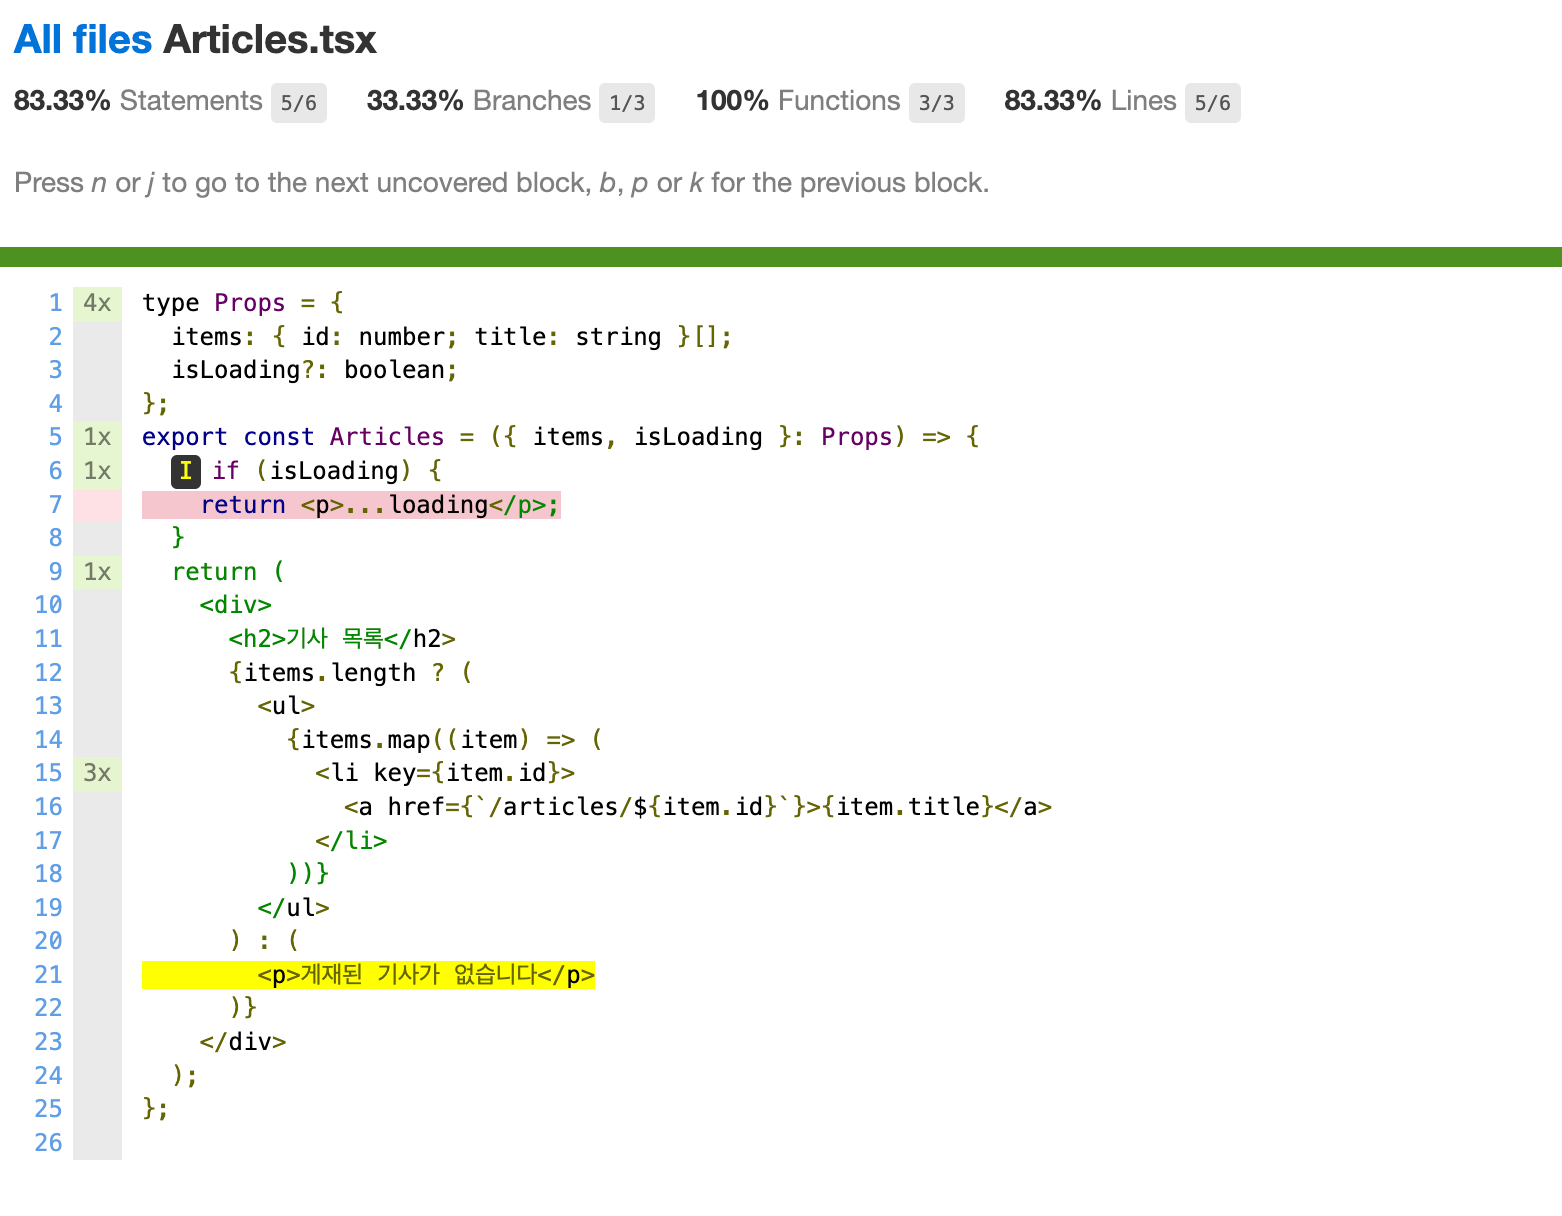 All files Articles.tsx
83.33% Statements 5/6 33.33% Branches 1/3 100% Functions 3/3 83.33% Lines 5/6
Press n or j to go to the next uncovered block, b, p or k for the previous block.
1 4x type Props = {
2 items: { id: number; title: string }[];
3 isLoading?: boolean;
4 };
5 1x export const Articles = ({ items, isLoading }: Props) => {
6 1x I if (isLoading) {
7 return <p>...loading</p>;
8 }
9 1x return (
10 <div>
11 <h2>기사 목록</h2>
12 {items.length ? (
13 <ul>
14 {items.map((item) => (
15 3x <li key={item.id}>
16 <a href={`/articles/${item.id}`}>{item.title}</a>
17 </li>
18 ))}
19 </ul>
20 ) : (
21 <p>게재된 기사가 없습니다</p>
22 )}
23 </div>
24 );
25 };
26